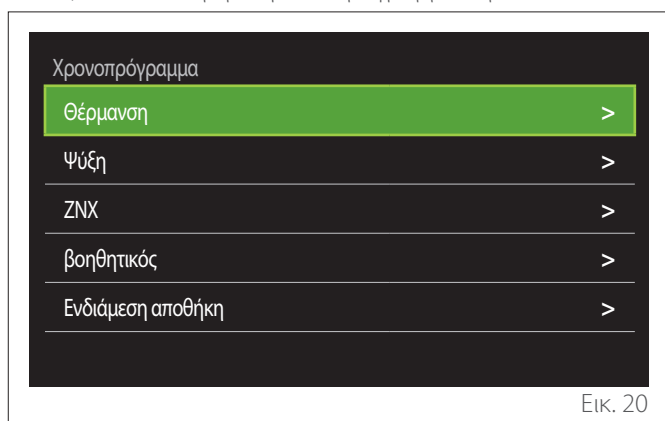 Χρονοπρόγραμμα
Θέρμανση >
Ψύξη >
ΖΝΧ >
βοηθητικός >
Ενδιάμεση αποθήκη >
Εικ. 20